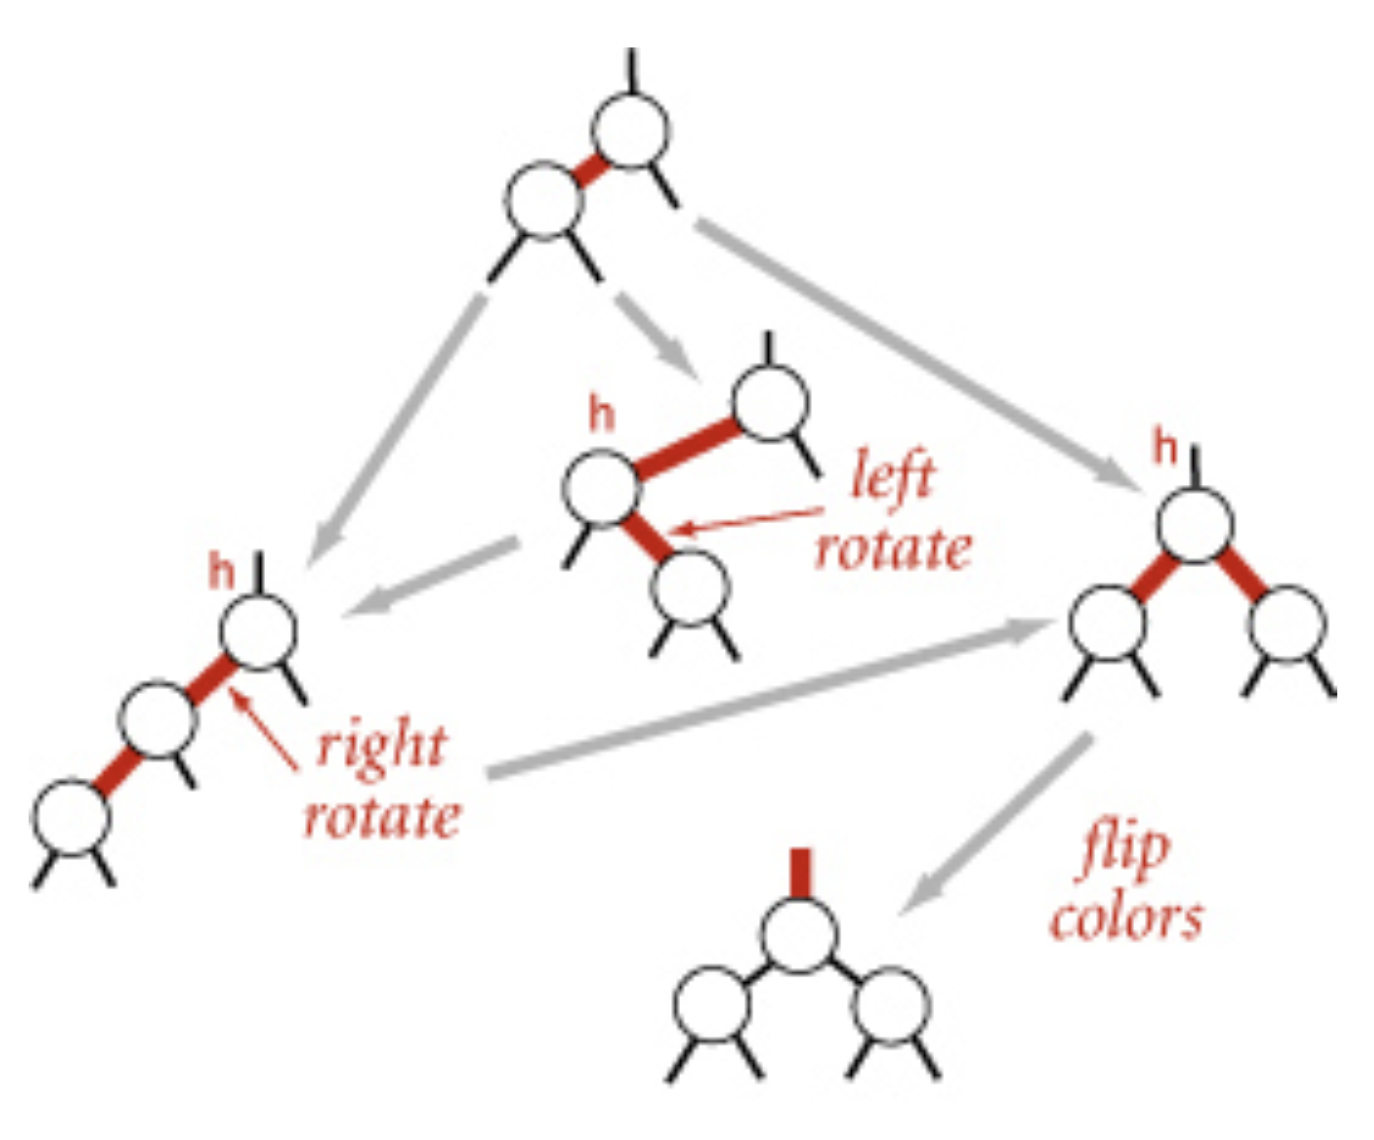 h
left
rotate
h
h
right
rotate
flip
colors